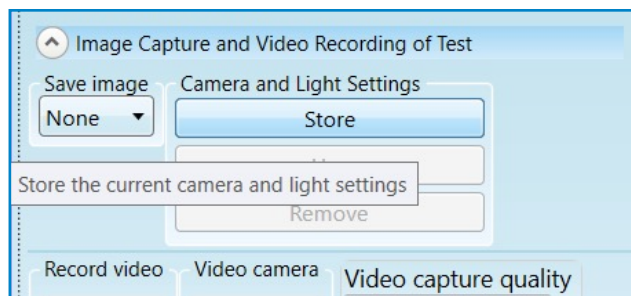 Image Capture and Video Recording of Test
Save image Camera and Light Settings
None Store
Store the current camera and light settings
Remove
Record video Video camera Video capture quality